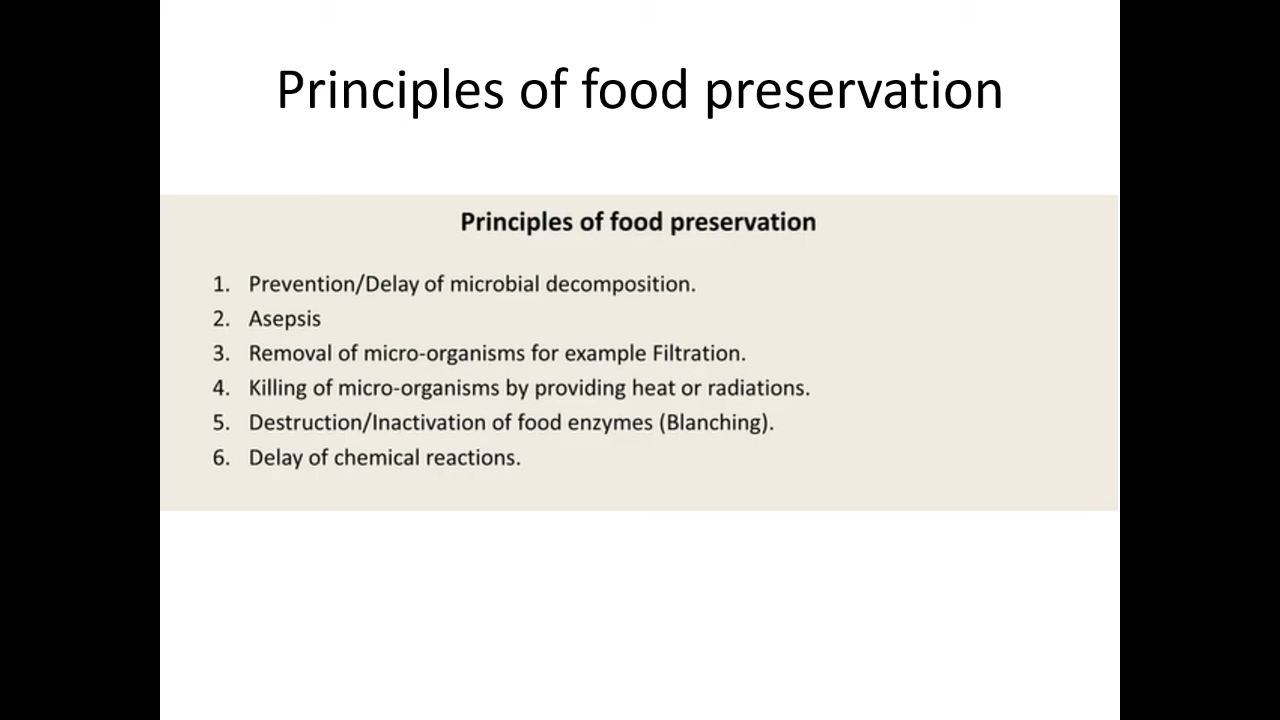 Principles of food preservation
Principles of food preservation
1. Prevention/Delay of microbial decomposition.
2. Asepsis
3. Removal of micro-organisms for example Filtration.
4. Killing of micro-organisms by providing heat or radiations.
5. Destruction/Inactivation of food enzymes (Blanching).
6. Delay of chemical reactions.